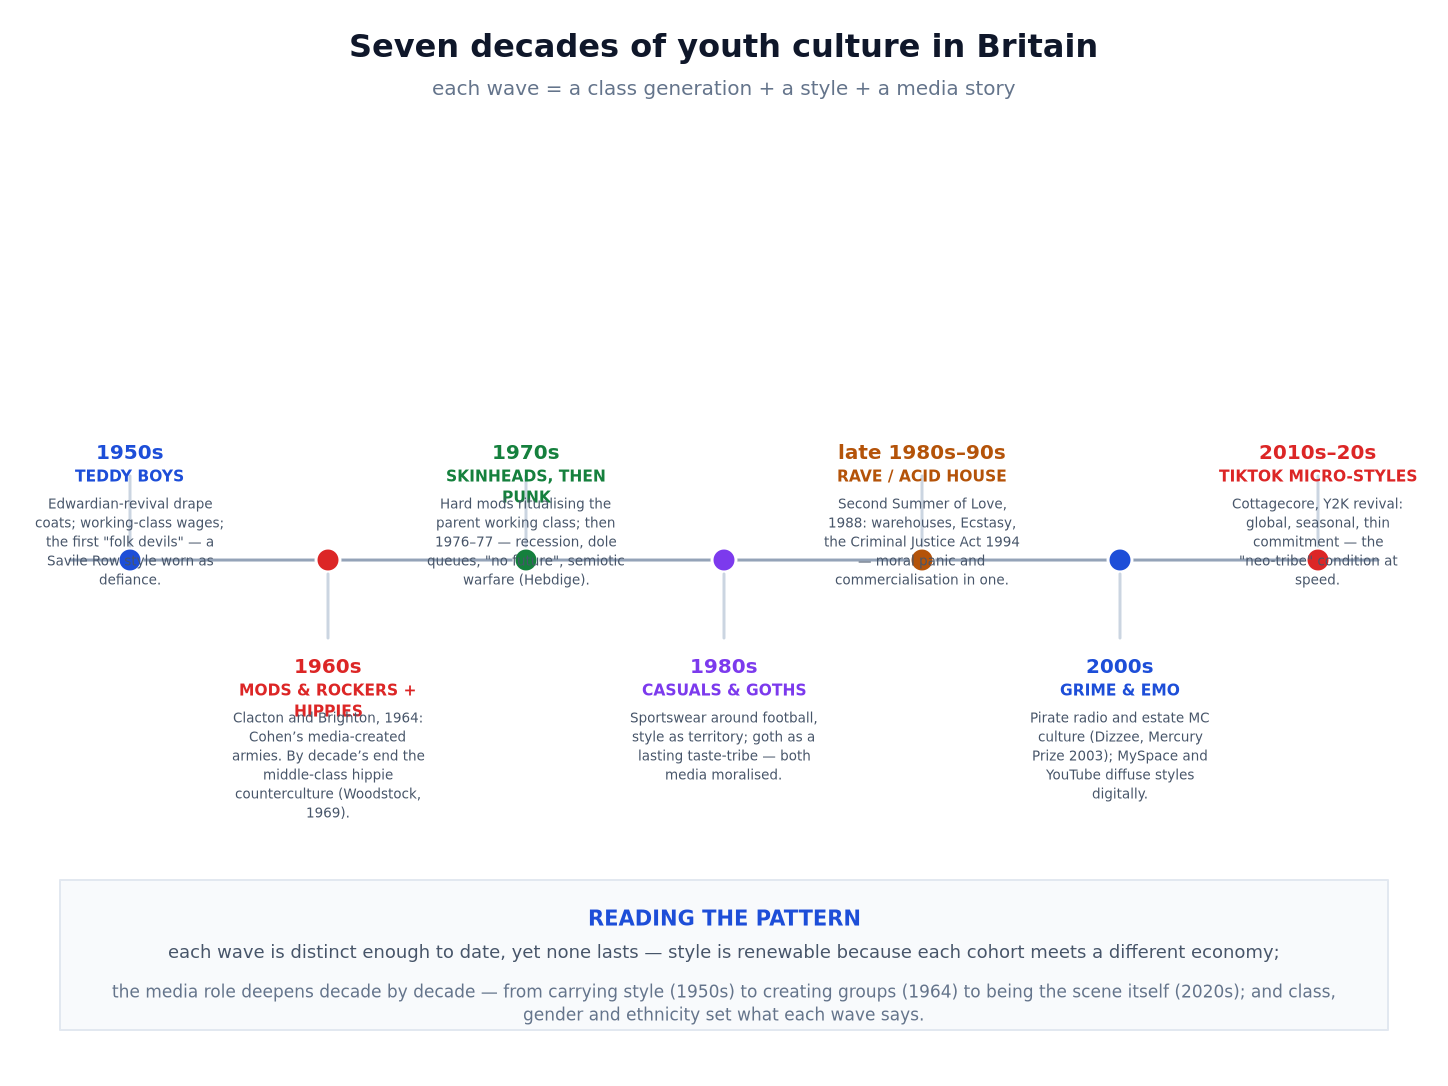 Seven decades of youth culture in Britain
each wave = a class generation + a style + a media story
1950s
TEDDY BOYS
Edwardian-revival drape
coats; working-class wages;
the first "folk devils" — a
Savile Row style worn as
defiance.
1960s
MODS & ROCKERS +
HIPPIES
Clacton and Brighton, 1964:
Cohen’s media-created
armies. By decade’s end the
middle-class hippie
counterculture (Woodstock,
1969).
1970s
SKINHEADS, THEN
PUNK
Hard mods ritualising the
parent working class; then
1976–77 — recession, dole
queues, "no future", semiotic
warfare (Hebdige).
1980s
CASUALS & GOTHS
Sportswear around football,
style as territory; goth as a
lasting taste-tribe — both
media moralised.
late 1980s–90s
RAVE / ACID HOUSE
Second Summer of Love,
1988: warehouses, Ecstasy,
the Criminal Justice Act 1994
— moral panic and
commercialisation in one.
2000s
GRIME & EMO
Pirate radio and estate MC
culture (Dizzee, Mercury
Prize 2003); MySpace and
YouTube diffuse styles
digitally.
2010s–20s
TIKTOK MICRO-STYLES
Cottagecore, Y2K revival:
global, seasonal, thin
commitment — the
"neo-tribe" condition at
speed.
READING THE PATTERN
each wave is distinct enough to date, yet none lasts — style is renewable because each cohort meets a different economy;
the media role deepens decade by decade — from carrying style (1950s) to creating groups (1964) to being the scene itself (2020s); and class,
gender and ethnicity set what each wave says.